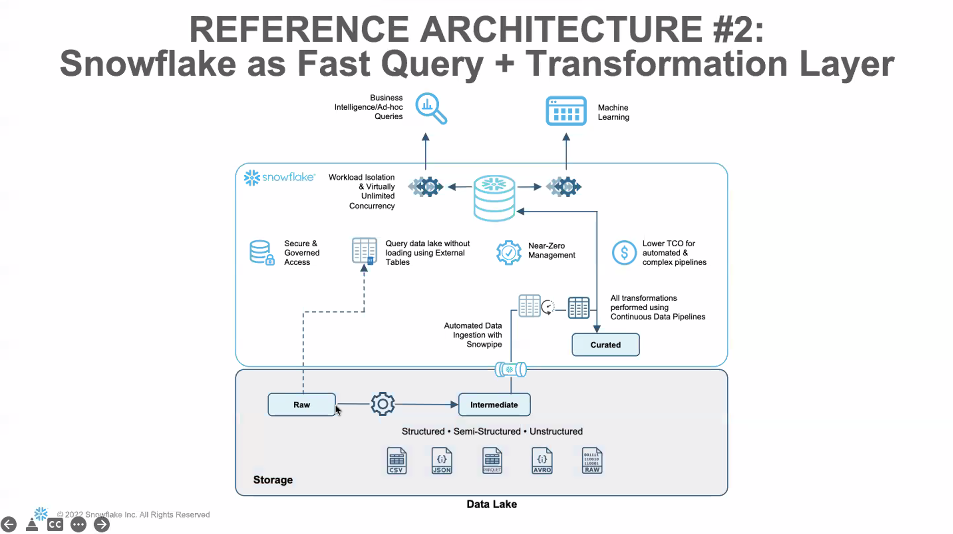 REFERENCE ARCHITECTURE #2:
Snowflake as Fast Query + Transformation Layer
Business
Intelligence/Ad-hoc
Queries
Machine
Learning
snowflake®
Workload Isolation
& Virtually
Unlimited
Concurrency
Secure &
Governed
Access
Query data lake without
loading using External
Tables
Near-Zero
Management
$
Lower TCO for
automated &
complex pipelines
Automated Data
Ingestion with
Snowpipe
All transformations
performed using
Continuous Data Pipelines
Curated
Raw
Intermediate
Structured • Semi-Structured • Unstructured
CSV
{;}
JSON
PARQUET
{;}
AVRO
RAW
Storage
Data Lake
© 2022 Snowflake Inc. All Rights Reserved
CC